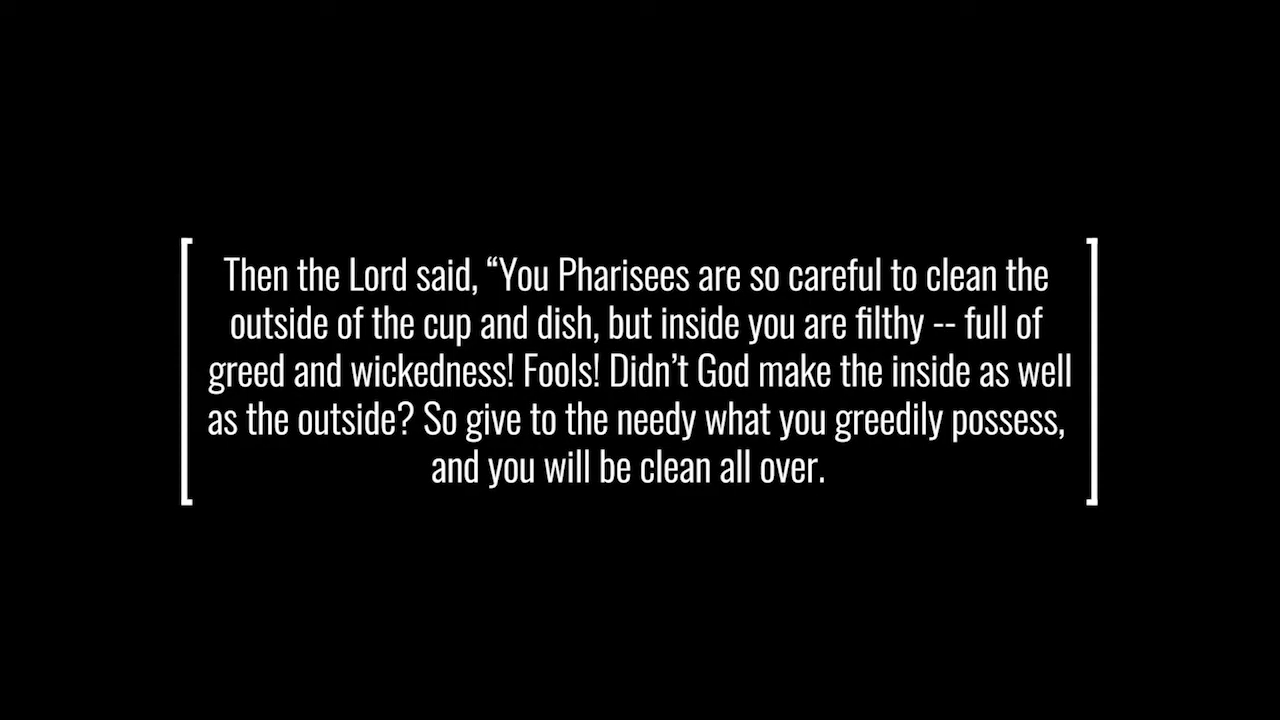 Then the Lord said, “You Pharisees are so careful to clean the
outside of the cup and dish, but inside you are filthy -- full of
greed and wickedness! Fools! Didn’t God make the inside as well
as the outside? So give to the needy what you greedily possess,
and you will be clean all over.